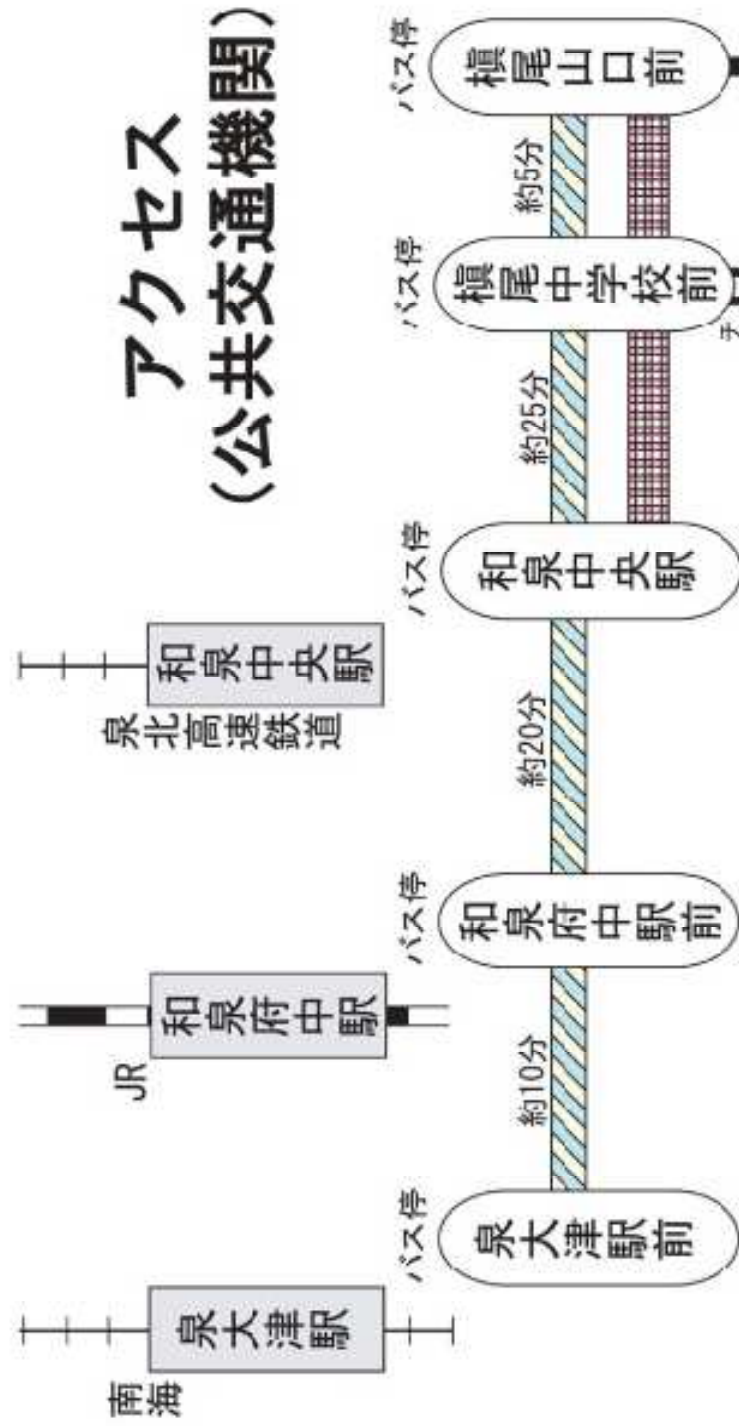 アクセス
(公共交通機関)
南海
泉大津駅
JR
和泉府中駅
泉北高速鉄道
和泉中央駅
バス停
泉大津駅前
約10分
バス停
和泉府中駅前
約20分
バス停
和泉中央駅
約25分
バス停
槇尾中学校前
約5分
バス停
槇尾山口前
チ